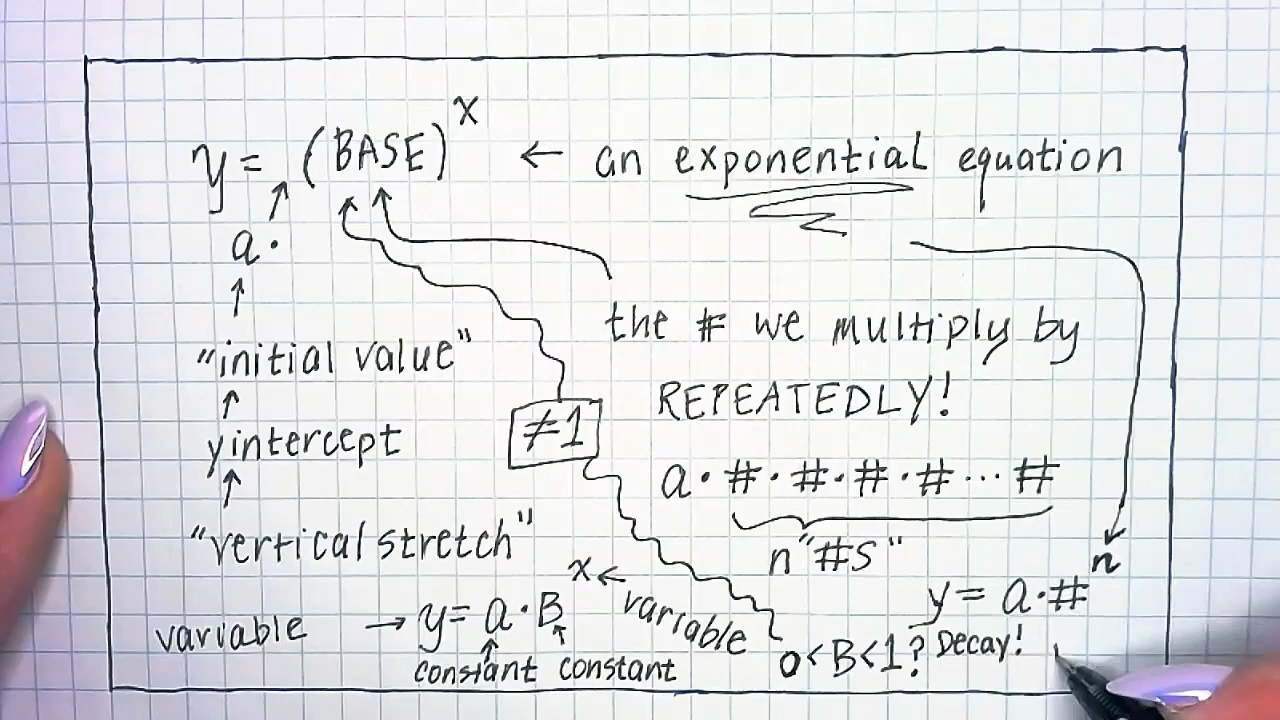 y = (BASE)^x ← an exponential equation
a·
the # we multiply by
"initial value"
REPEATEDLY!
≠1
yintercept
a·#·#·#·#···#
"vertical stretch"
n "#s"
y = a·#^n
variable → y = a·B^x ← variable
constant constant
0<B<1? Decay!